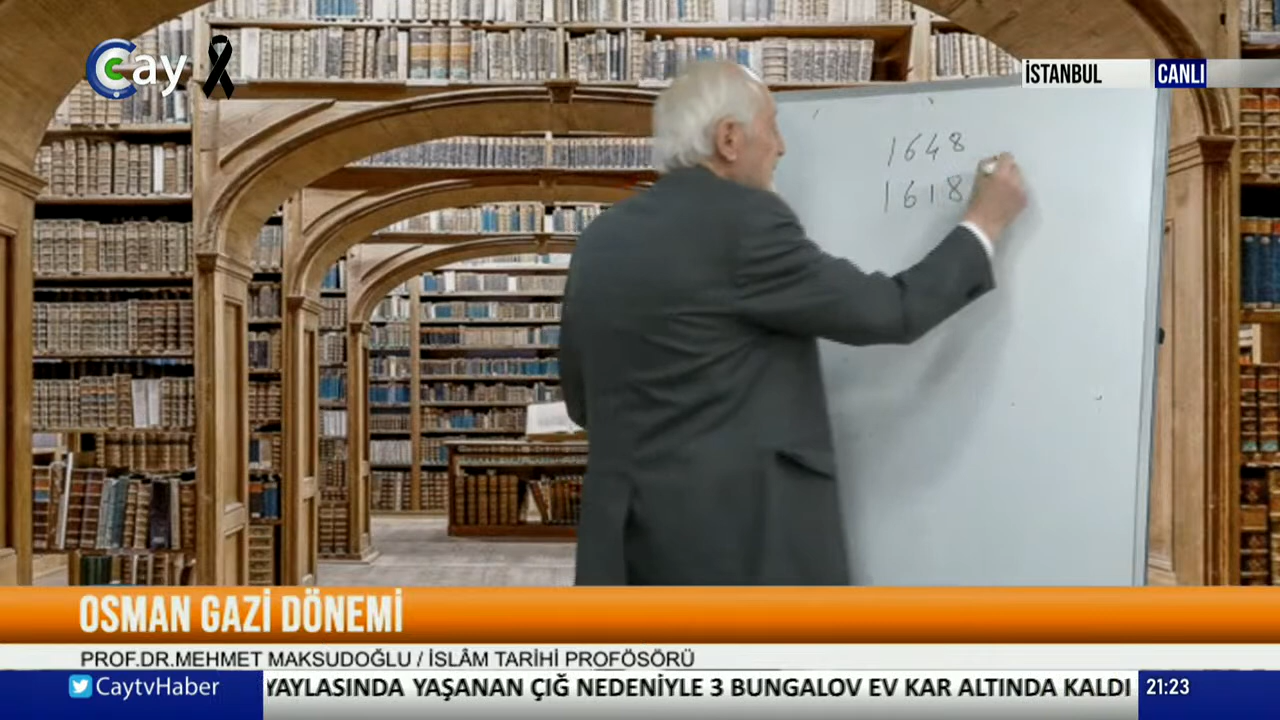 Cay
İSTANBUL
CANLI
1648
1618
OSMAN GAZİ DÖNEMİ
PROF.DR.MEHMET MAKSUDOĞLU / İSLÂM TARİHİ PROFÖSÖRÜ
CaytvHaber
YAYLASINDA YAŞANAN ÇIĞ NEDENİYLE 3 BUNGALOV EV KAR ALTINDA KALDI
21:23